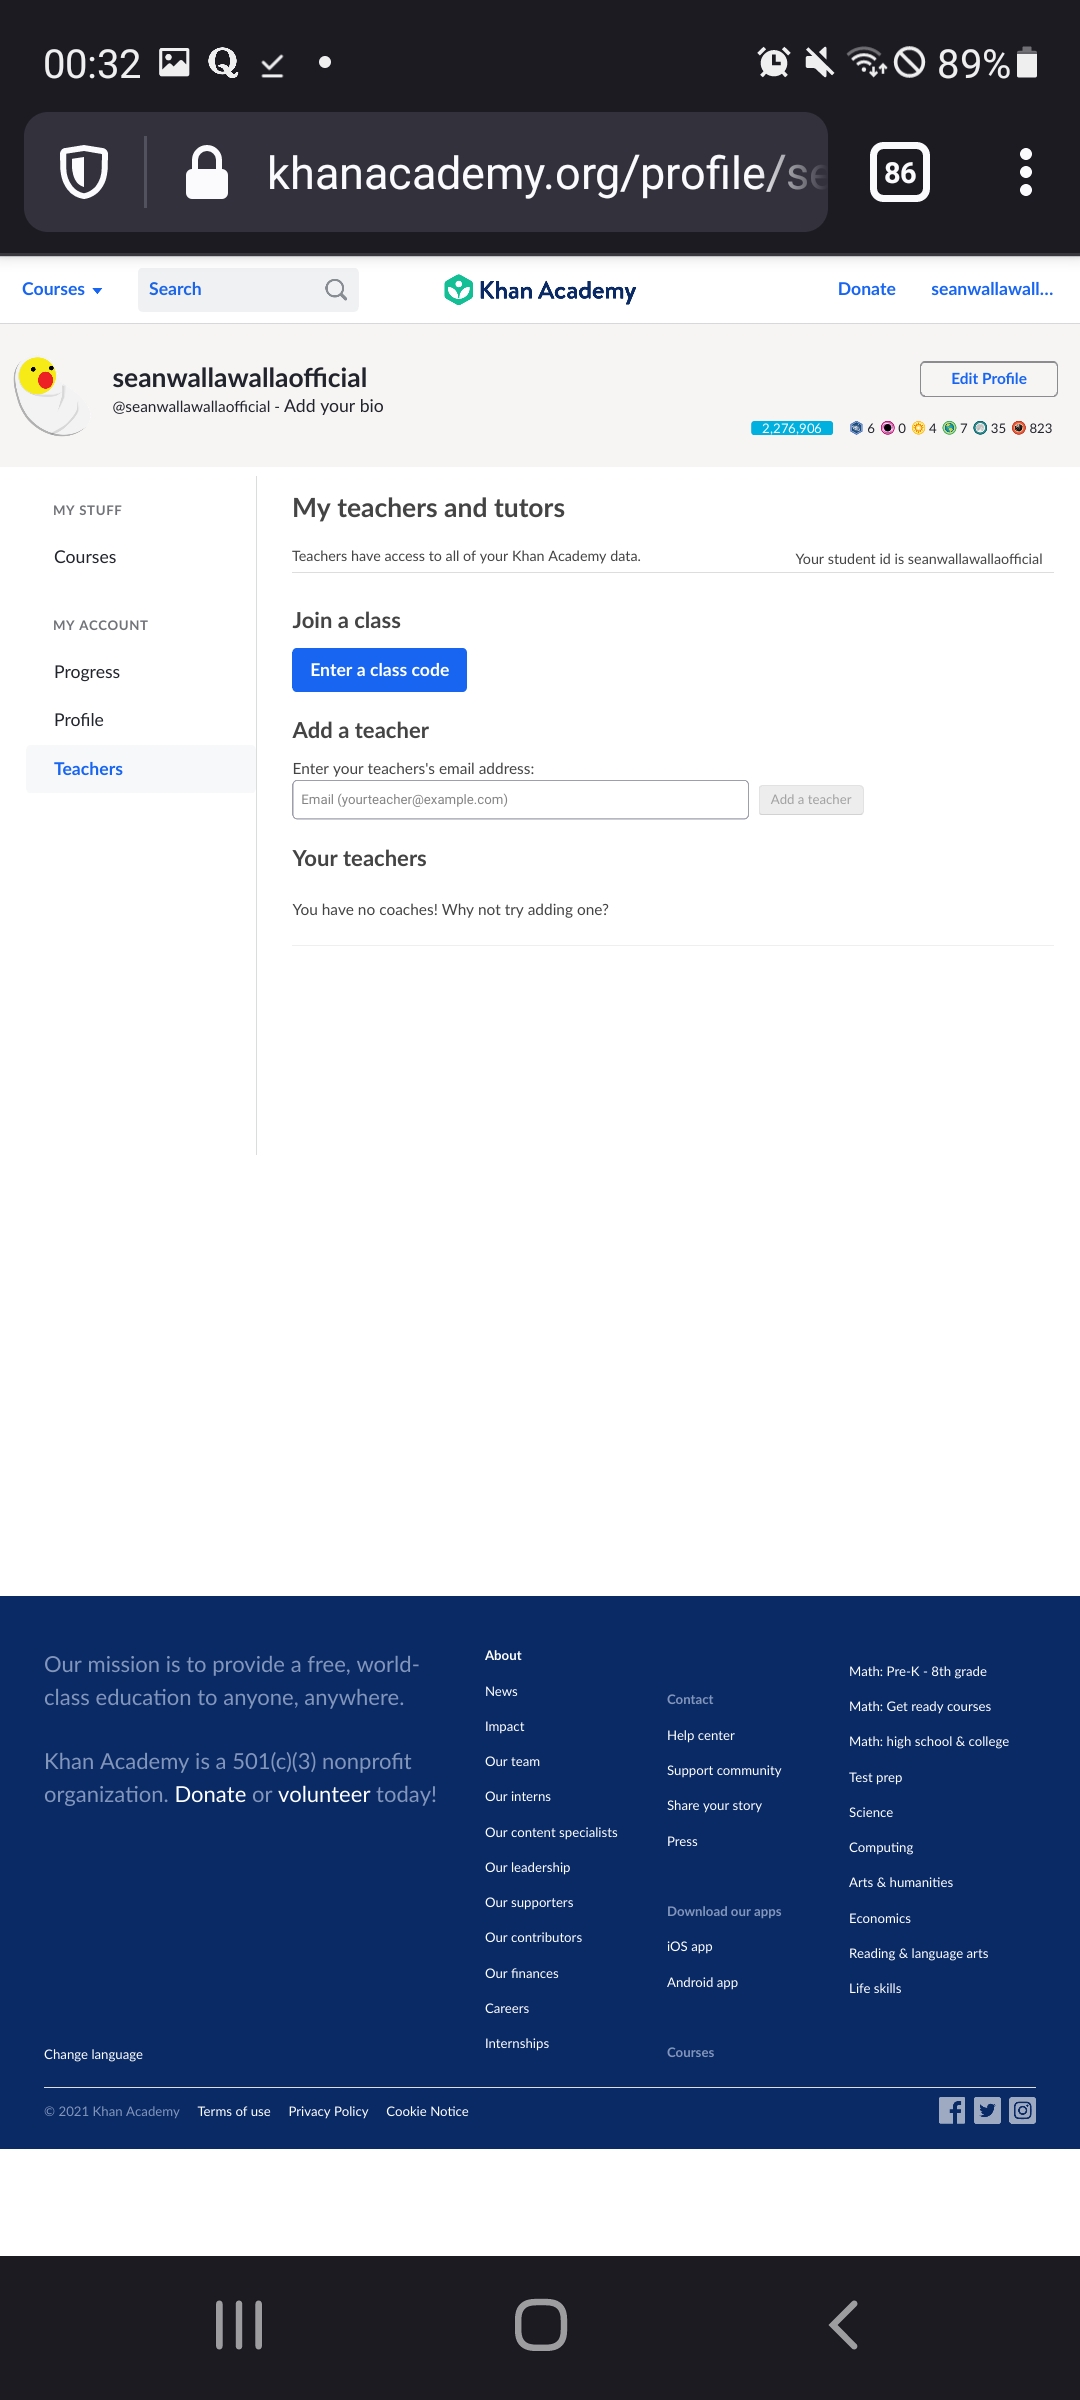 00:32
89%
khanacademy.org/profile/se
86
Courses
Search
Khan Academy
Donate
seanwallawall...
seanwallawallaofficial
@seanwallawallaofficial - Add your bio
Edit Profile
2,276,906 6 0 4 7 35 823
MY STUFF
Courses
MY ACCOUNT
Progress
Profile
Teachers
My teachers and tutors
Teachers have access to all of your Khan Academy data.
Your student id is seanwallawallaofficial
Join a class
Enter a class code
Add a teacher
Enter your teachers's email address:
Email (yourteacher@example.com)
Add a teacher
Your teachers
You have no coaches! Why not try adding one?
Our mission is to provide a free, world-
class education to anyone, anywhere.
Khan Academy is a 501(c)(3) nonprofit
organization. Donate or volunteer today!
Change language
About
News
Impact
Our team
Our interns
Our content specialists
Our leadership
Our supporters
Our contributors
Our finances
Careers
Internships
Contact
Help center
Support community
Share your story
Press
Download our apps
iOS app
Android app
Courses
Math: Pre-K - 8th grade
Math: Get ready courses
Math: high school & college
Test prep
Science
Computing
Arts & humanities
Economics
Reading & language arts
Life skills
© 2021 Khan Academy Terms of use Privacy Policy Cookie Notice